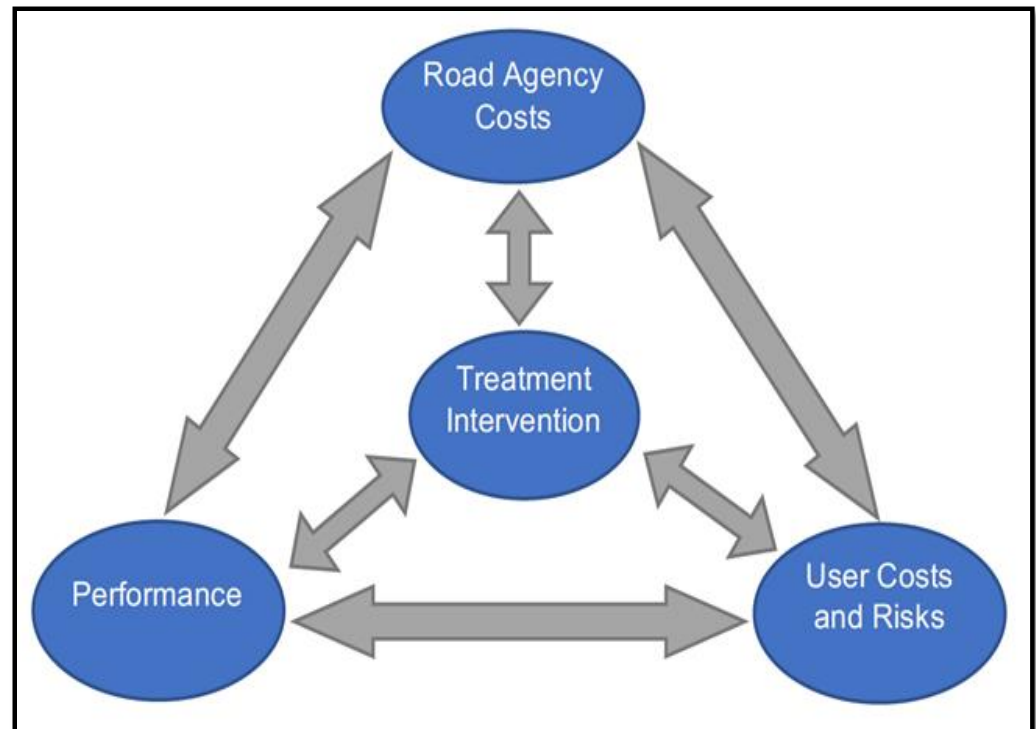 Road Agency
Costs
Treatment
Intervention
Performance
User Costs
and Risks